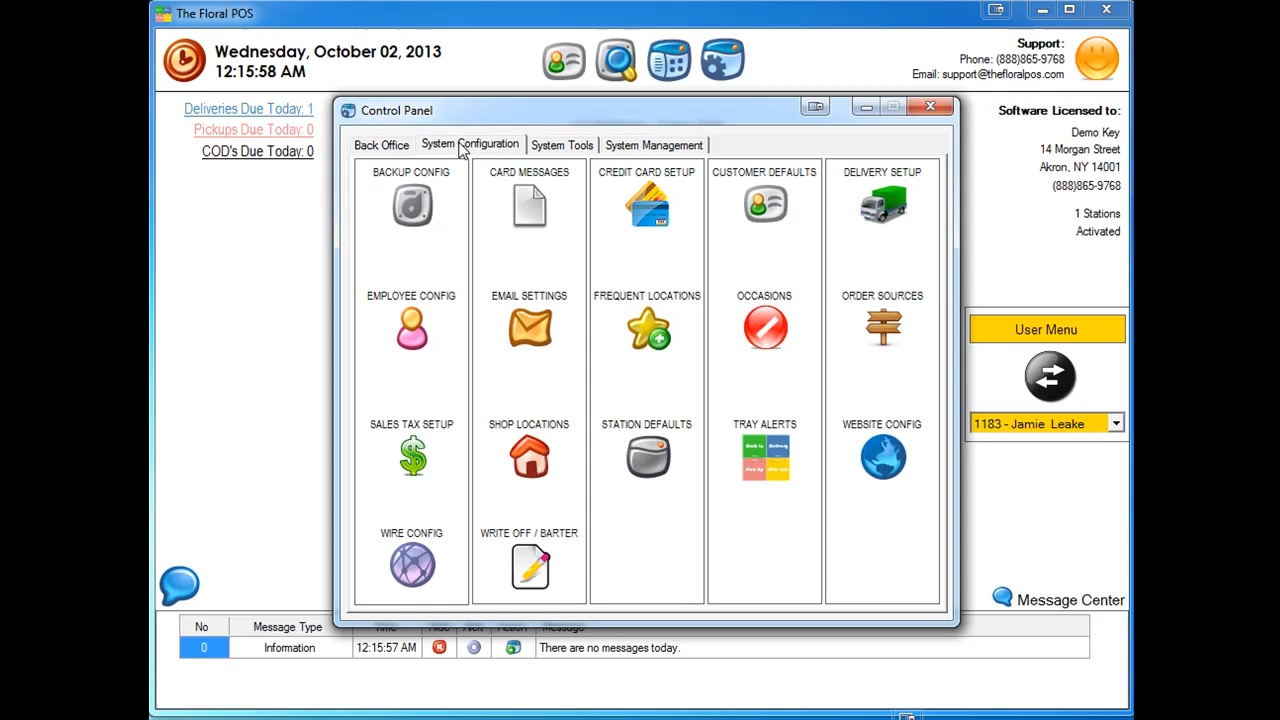 The Floral POS
Wednesday, October 02, 2013
12:15:58 AM
Support:
Phone: (888)865-9768
Email: support@thefloralpos.com
Deliveries Due Today: 1
Pickups Due Today: 0
COD's Due Today: 0
Software Licensed to:
Demo Key
14 Morgan Street
Akron, NY 14001
(888)865-9768
1 Stations
Activated
User Menu
1183 - Jamie Leake
Control Panel
Back Office System Configuration System Tools System Management
BACKUP CONFIG CARD MESSAGES CREDIT CARD SETUP CUSTOMER DEFAULTS DELIVERY SETUP
EMPLOYEE CONFIG EMAIL SETTINGS FREQUENT LOCATIONS OCCASIONS ORDER SOURCES
SALES TAX SETUP SHOP LOCATIONS STATION DEFAULTS TRAY ALERTS WEBSITE CONFIG
WIRE CONFIG WRITE OFF / BARTER
Message Center
No Message Type Time Hide Alert Action Message
0 Information 12:15:57 AM There are no messages today.